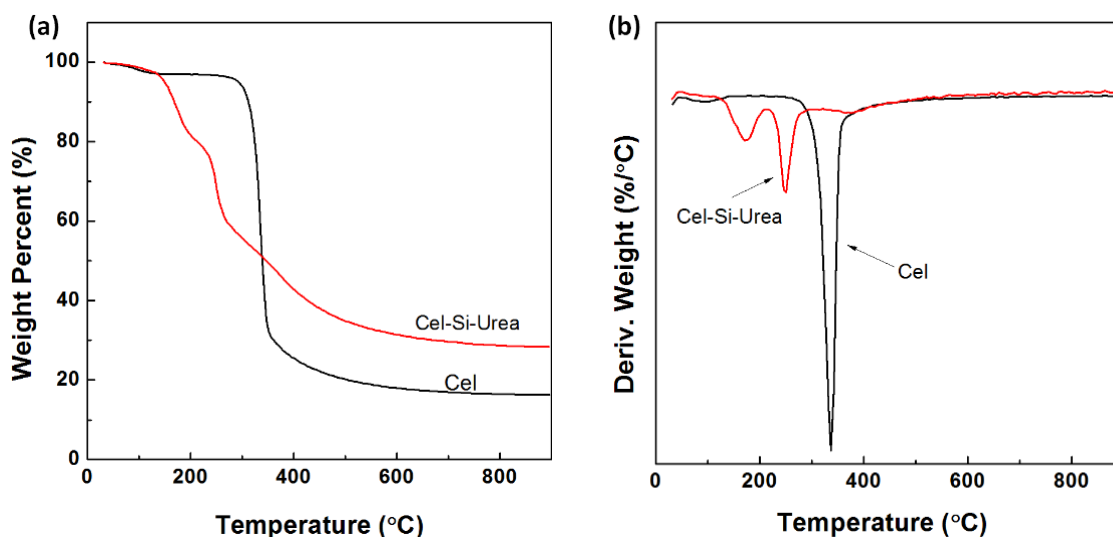 (a)
Weight Percent (%)
100
80
60
40
20
0
Cel-Si-Urea
Cel
0 200 400 600 800
Temperature (°C)
(b)
Deriv. Weight (%/°C)
Cel-Si-Urea
Cel
0 200 400 600 800
Temperature (°C)